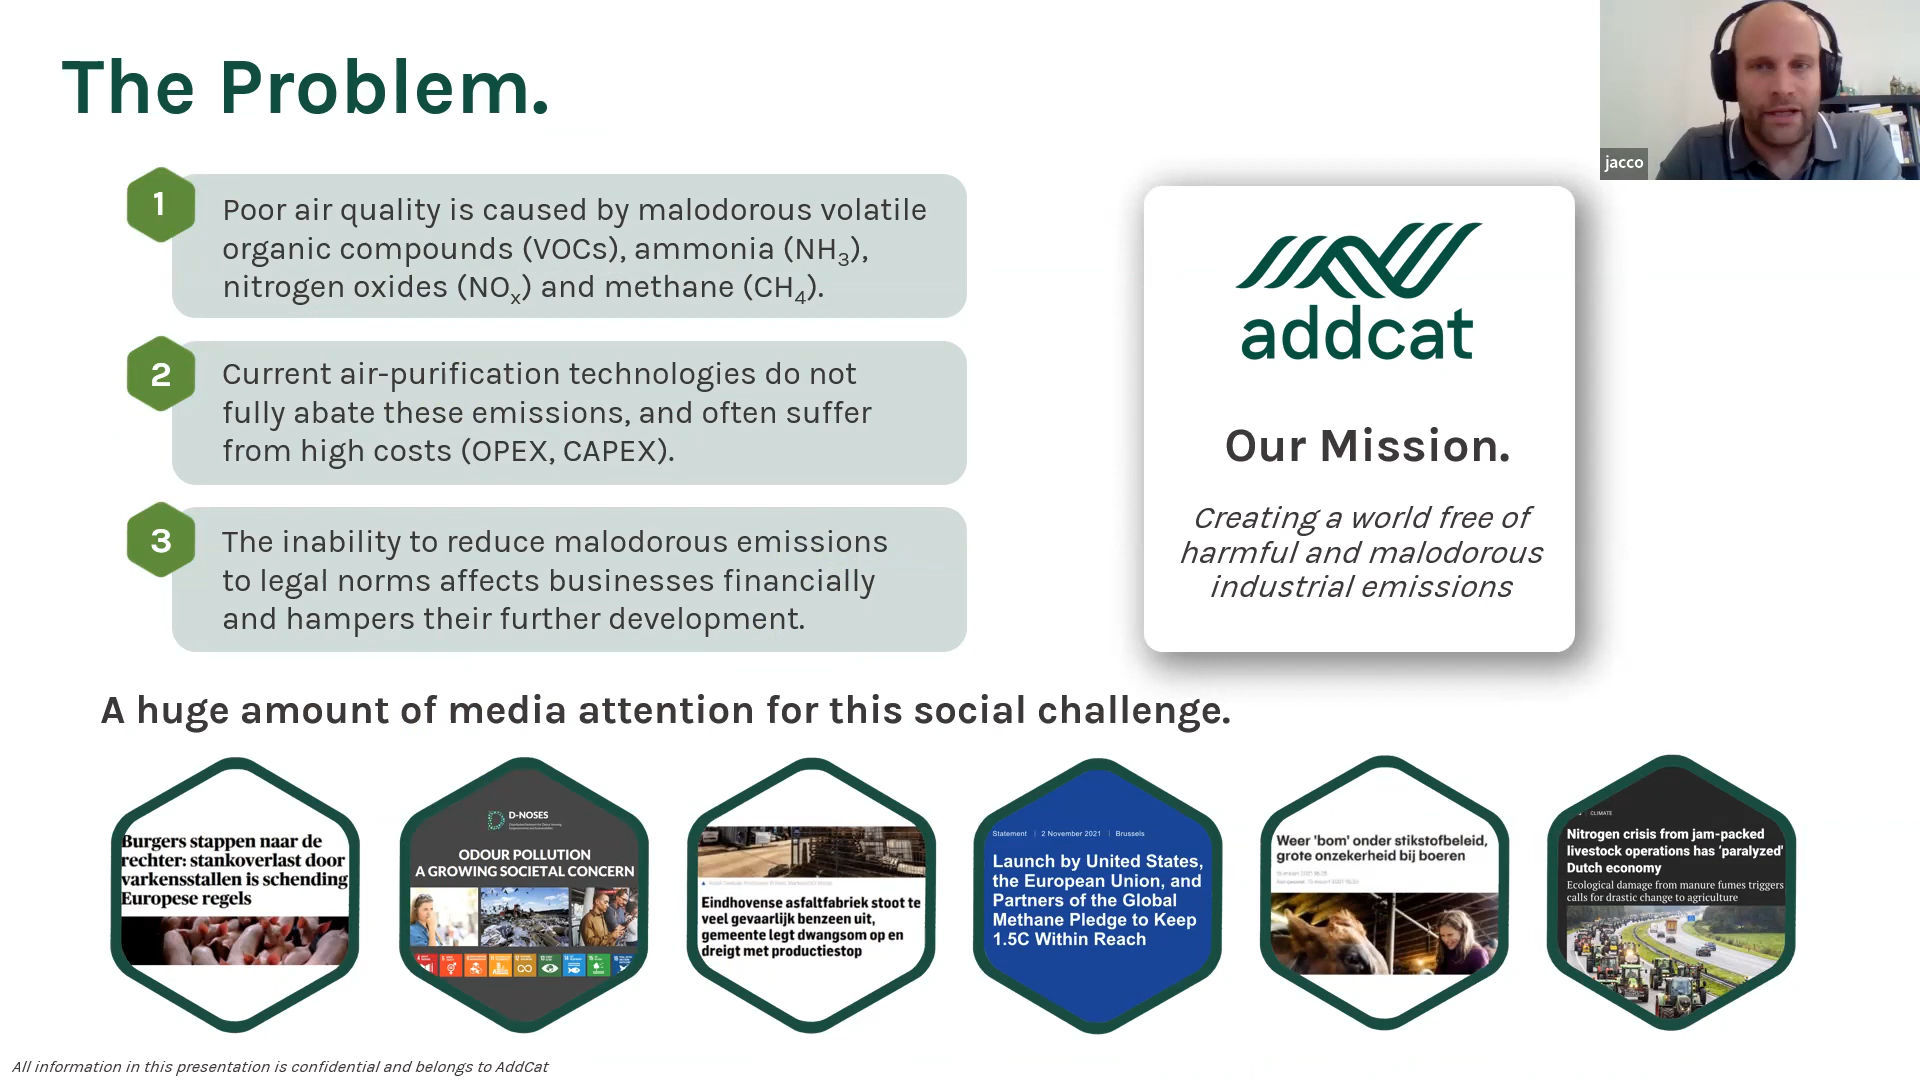 The Problem.
jacco
1
Poor air quality is caused by malodorous volatile
organic compounds (VOCs), ammonia (NH₃),
nitrogen oxides (NOₓ) and methane (CH₄).
2
Current air-purification technologies do not
fully abate these emissions, and often suffer
from high costs (OPEX, CAPEX).
3
The inability to reduce malodorous emissions
to legal norms affects businesses financially
and hampers their further development.
addcat
Our Mission.
Creating a world free of
harmful and malodorous
industrial emissions
A huge amount of media attention for this social challenge.
Burgers stappen naar de
rechter: stankoverlast door
varkensstallen is schending
Europese regels
D-NOSES
ODOUR POLLUTION
A GROWING SOCIETAL CONCERN
Eindhovense asfaltfabriek stoot te
veel gevaarlijk benzeen uit,
gemeente legt dwangsom op en
dreigt met productiestop
Statement | 2 November 2021 | Brussels
Launch by United States,
the European Union, and
Partners of the Global
Methane Pledge to Keep
1.5C Within Reach
Weer 'bom' onder stikstofbeleid,
grote onzekerheid bij boeren
CLIMATE
Nitrogen crisis from jam-packed
livestock operations has ‘paralyzed’
Dutch economy
Ecological damage from manure fumes triggers
calls for drastic change to agriculture
All information in this presentation is confidential and belongs to AddCat